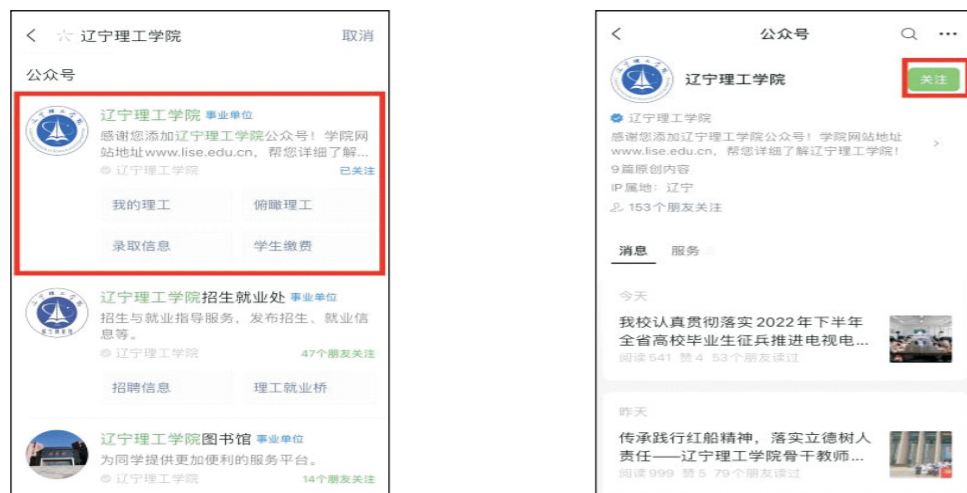 辽宁理工学院
取消
公众号
辽宁理工学院 事业单位
感谢您添加辽宁理工学院公众号！学院网
站地址www.lise.edu.cn，帮您详细了解...
辽宁理工学院
已关注
我的理工
俯瞰理工
录取信息
学生缴费
辽宁理工学院招生就业处 事业单位
招生与就业指导服务，发布招生、就业信
息等。
辽宁理工学院
47个朋友关注
招聘信息
理工就业桥
辽宁理工学院图书馆 事业单位
为同学提供更加便利的服务平台。
辽宁理工学院
14个朋友关注
公众号
辽宁理工学院
关注
辽宁理工学院
感谢您添加辽宁理工学院公众号！学院网站地址
www.lise.edu.cn，帮您详细了解辽宁理工学院！
9篇原创内容
IP属地：辽宁
153个朋友关注
消息
服务
今天
我校认真贯彻落实2022年下半年
全省高校毕业生征兵推进电视电...
阅读541 赞4 53个朋友读过
昨天
传承践行红船精神，落实立德树人
责任——辽宁理工学院骨干教师...
阅读999 赞5 79个朋友读过